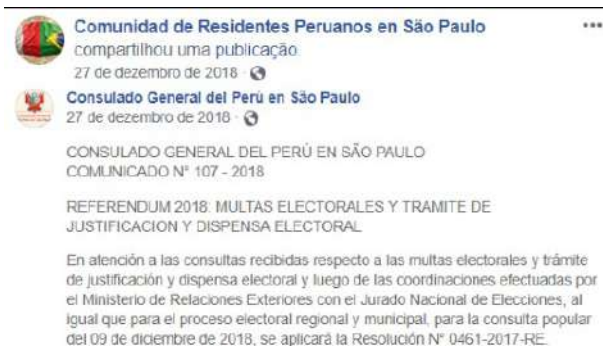 Comunidad de Residentes Peruanos en São Paulo
compartilhou uma publicação.
27 de dezembro de 2018 ·
Consulado General del Perú en São Paulo
27 de dezembro de 2018 ·
CONSULADO GENERAL DEL PERÚ EN SÃO PAULO
COMUNICADO N° 107 - 2018
REFERENDUM 2018: MULTAS ELECTORALES Y TRAMITE DE
JUSTIFICACION Y DISPENSA ELECTORAL
En atención a las consultas recibidas respecto a las multas electorales y trámite
de justificación y dispensa electoral y luego de las coordinaciones efectuadas por
el Ministerio de Relaciones Exteriores con el Jurado Nacional de Elecciones, al
igual que para el proceso electoral regional y municipal, para la consulta popular
del 09 de diciembre de 2018, se aplicará la Resolución N° 0461-2017-RE.